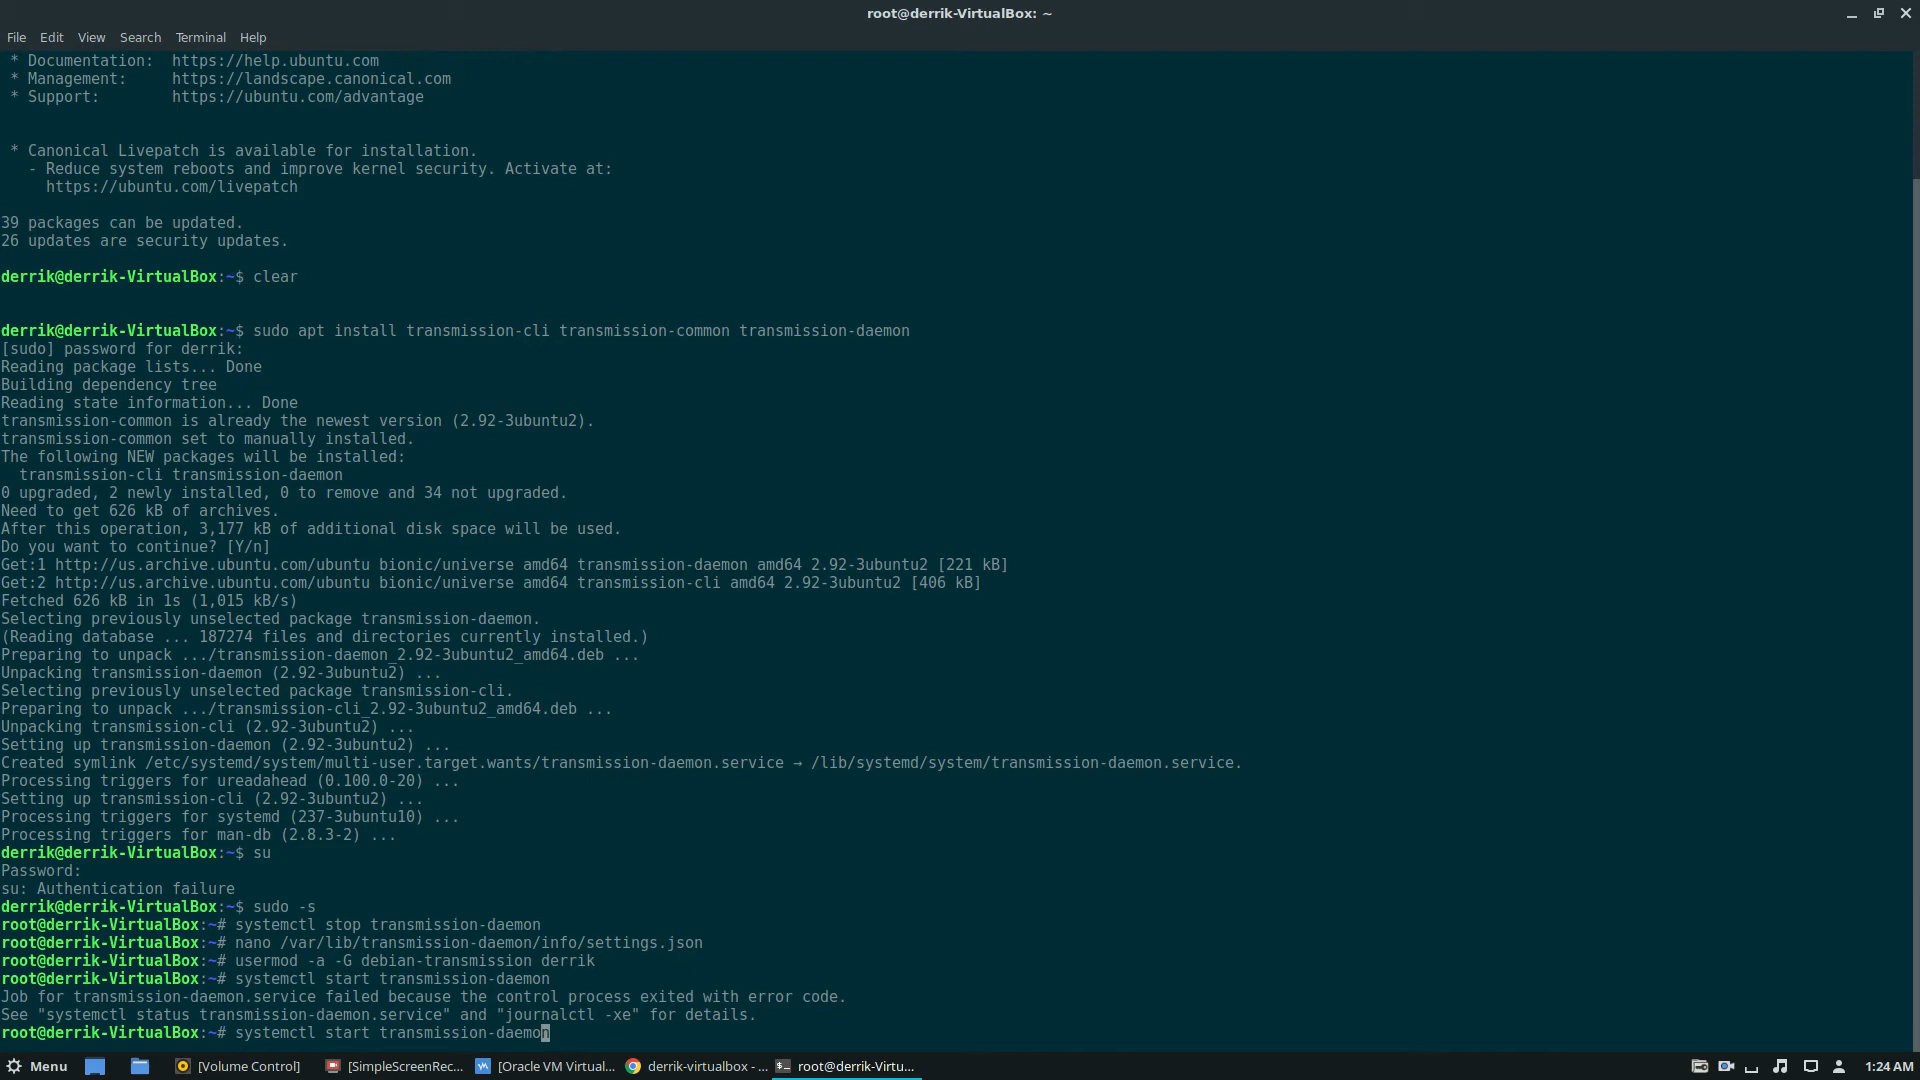 root@derrik-VirtualBox: ~
File Edit View Search Terminal Help
* Documentation: https://help.ubuntu.com
* Management: https://landscape.canonical.com
* Support: https://ubuntu.com/advantage
* Canonical Livepatch is available for installation.
- Reduce system reboots and improve kernel security. Activate at:
https://ubuntu.com/livepatch
39 packages can be updated.
26 updates are security updates.
derrik@derrik-VirtualBox:~$ clear
derrik@derrik-VirtualBox:~$ sudo apt install transmission-cli transmission-common transmission-daemon
[sudo] password for derrik:
Reading package lists... Done
Building dependency tree
Reading state information... Done
transmission-common is already the newest version (2.92-3ubuntu2).
transmission-common set to manually installed.
The following NEW packages will be installed:
transmission-cli transmission-daemon
0 upgraded, 2 newly installed, 0 to remove and 34 not upgraded.
Need to get 626 kB of archives.
After this operation, 3,177 kB of additional disk space will be used.
Do you want to continue? [Y/n]
Get:1 http://us.archive.ubuntu.com/ubuntu bionic/universe amd64 transmission-daemon amd64 2.92-3ubuntu2 [221 kB]
Get:2 http://us.archive.ubuntu.com/ubuntu bionic/universe amd64 transmission-cli amd64 2.92-3ubuntu2 [406 kB]
Fetched 626 kB in 1s (1,015 kB/s)
Selecting previously unselected package transmission-daemon.
(Reading database ... 187274 files and directories currently installed.)
Preparing to unpack .../transmission-daemon_2.92-3ubuntu2_amd64.deb ...
Unpacking transmission-daemon (2.92-3ubuntu2) ...
Selecting previously unselected package transmission-cli.
Preparing to unpack .../transmission-cli_2.92-3ubuntu2_amd64.deb ...
Unpacking transmission-cli (2.92-3ubuntu2) ...
Setting up transmission-daemon (2.92-3ubuntu2) ...
Created symlink /etc/systemd/system/multi-user.target.wants/transmission-daemon.service → /lib/systemd/system/transmission-daemon.service.
Processing triggers for ureadahead (0.100.0-20) ...
Setting up transmission-cli (2.92-3ubuntu2) ...
Processing triggers for systemd (237-3ubuntu10) ...
Processing triggers for man-db (2.8.3-2) ...
derrik@derrik-VirtualBox:~$ su
Password:
su: Authentication failure
derrik@derrik-VirtualBox:~$ sudo -s
root@derrik-VirtualBox:~# systemctl stop transmission-daemon
root@derrik-VirtualBox:~# nano /var/lib/transmission-daemon/info/settings.json
root@derrik-VirtualBox:~# usermod -a -G debian-transmission derrik
root@derrik-VirtualBox:~# systemctl start transmission-daemon
Job for transmission-daemon.service failed because the control process exited with error code.
See "systemctl status transmission-daemon.service" and "journalctl -xe" for details.
root@derrik-VirtualBox:~# systemctl start transmission-daemon
Menu [Volume Control] [SimpleScreenRec... [Oracle VM Virtual... derrik-virtualbox - ... root@derrik-Virtu... 1:24 AM